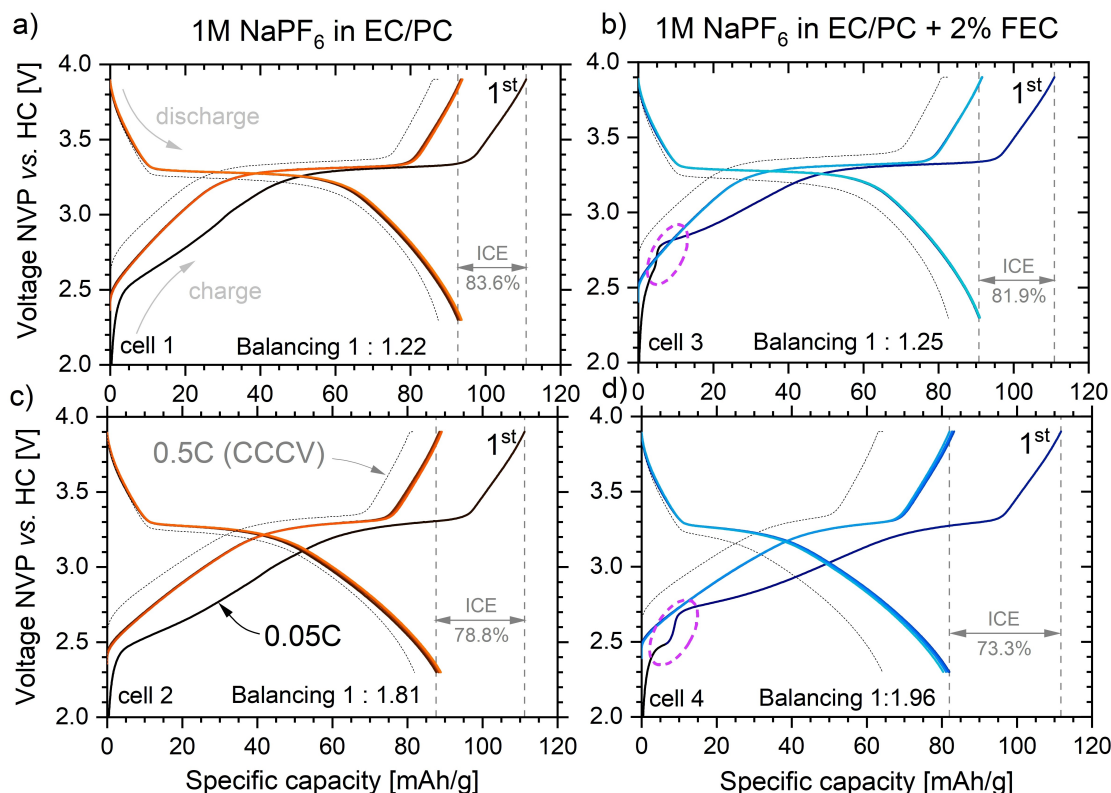 a)
1M NaPF₆ in EC/PC
b)
1M NaPF₆ in EC/PC + 2% FEC
Voltage NVP vs. HC [V]
4.0
3.5
3.0
2.5
2.0
discharge
charge
1st
ICE
83.6%
cell 1
Balancing 1 : 1.22
0 20 40 60 80 100 120
4.0
3.5
3.0
2.5
2.0
1st
ICE
81.9%
cell 3
Balancing 1 : 1.25
0 10 20 30 40 50 60 70 80 90 100 110 120
c)
Voltage NVP vs. HC [V]
4.0
3.5
3.0
2.5
2.0
0.5C (CCCV)
1st
0.05C
ICE
78.8%
cell 2
Balancing 1 : 1.81
0 20 40 60 80 100 120
Specific capacity [mAh/g]
d)
4.0
3.5
3.0
2.5
2.0
1st
ICE
73.3%
cell 4
Balancing 1:1.96
0 20 40 60 80 100 120
Specific capacity [mAh/g]